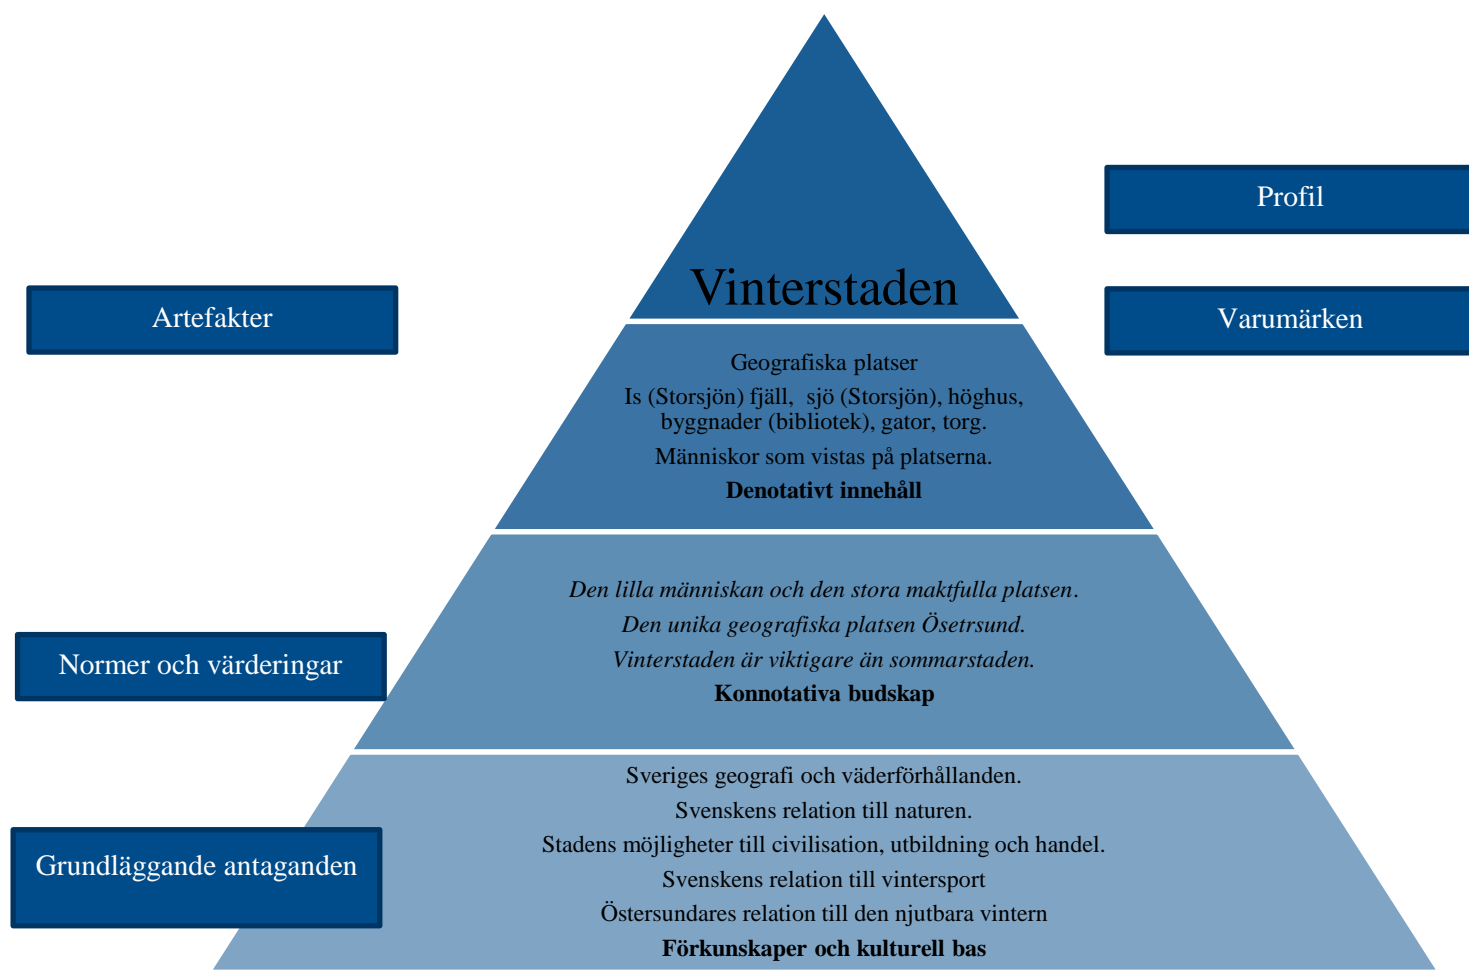 Profil
Vinterstaden
Artefakter
Varumärken
Geografiska platser
Is (Storsjön) fjäll, sjö (Storsjön), höghus,
byggnader (bibliotek), gator, torg.
Människor som vistas på platserna.
Denotativt innehåll
Den lilla människan och den stora maktfulla platsen.
Den unika geografiska platsen Ösetrsund.
Vinterstaden är viktigare än sommarstaden.
Konnotativa budskap
Normer och värderingar
Sveriges geografi och väderförhållanden.
Svenskens relation till naturen.
Stadens möjligheter till civilisation, utbildning och handel.
Svenskens relation till vintersport
Östersundares relation till den njutbara vintern
Förkunskaper och kulturell bas
Grundläggande antaganden